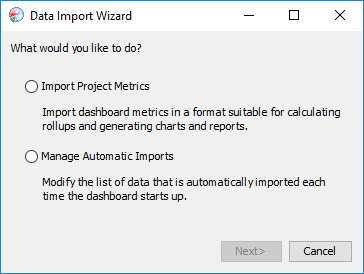 Data Import Wizard
What would you like to do?
Import Project Metrics
Import dashboard metrics in a format suitable for calculating
rollups and generating charts and reports.
Manage Automatic Imports
Modify the list of data that is automatically imported each
time the dashboard starts up.
Next>
Cancel